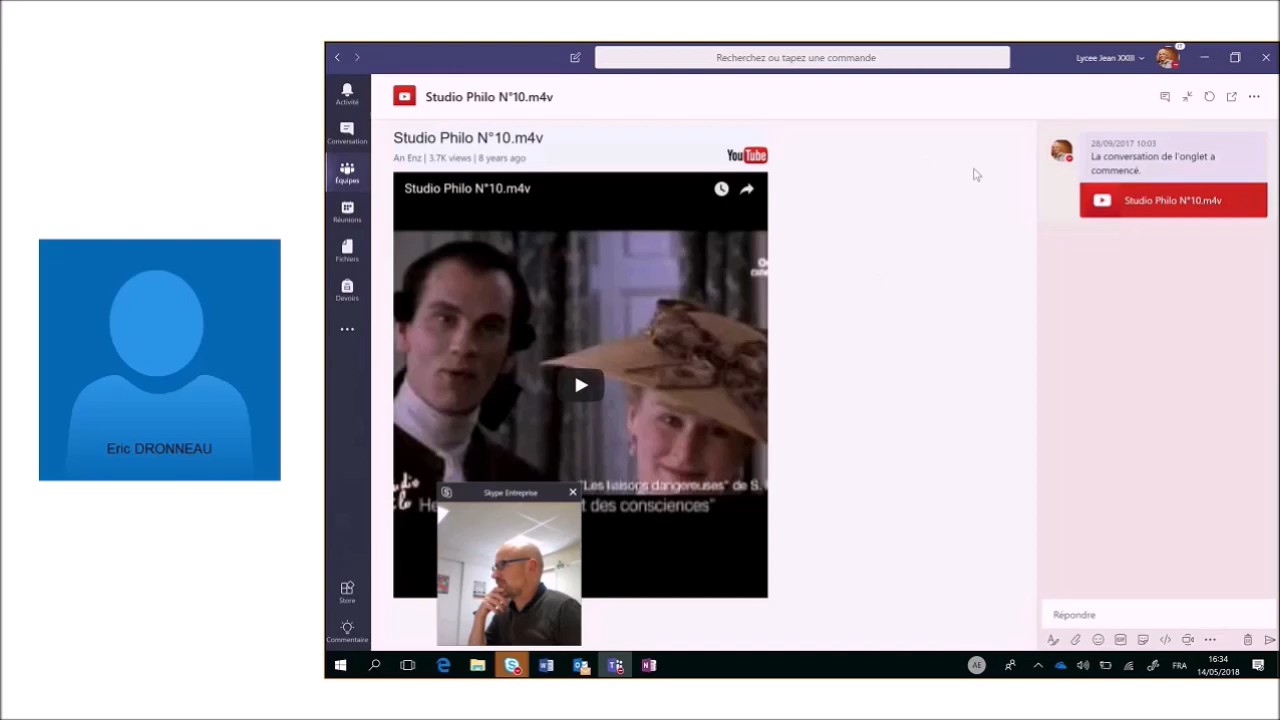 Recherchez ou tapez une commande
Lycee Jean XXIII
Activité
Conversation
Équipes
Réunions
Fichiers
Devoirs
Store
Commentaire
Studio Philo N°10.m4v
Studio Philo N°10.m4v
An Enz | 3.7K views | 8 years ago
YouTube
Studio Philo N°10.m4v
"Les liaisons dangereuses" de S.
He
t des consciences"
Skype Entreprise
28/09/2017 10:03
La conversation de l'onglet a
commencé.
Studio Philo N°10.m4v
Répondre
Eric DRONNEAU
AE
FRA
16:34
14/05/2018